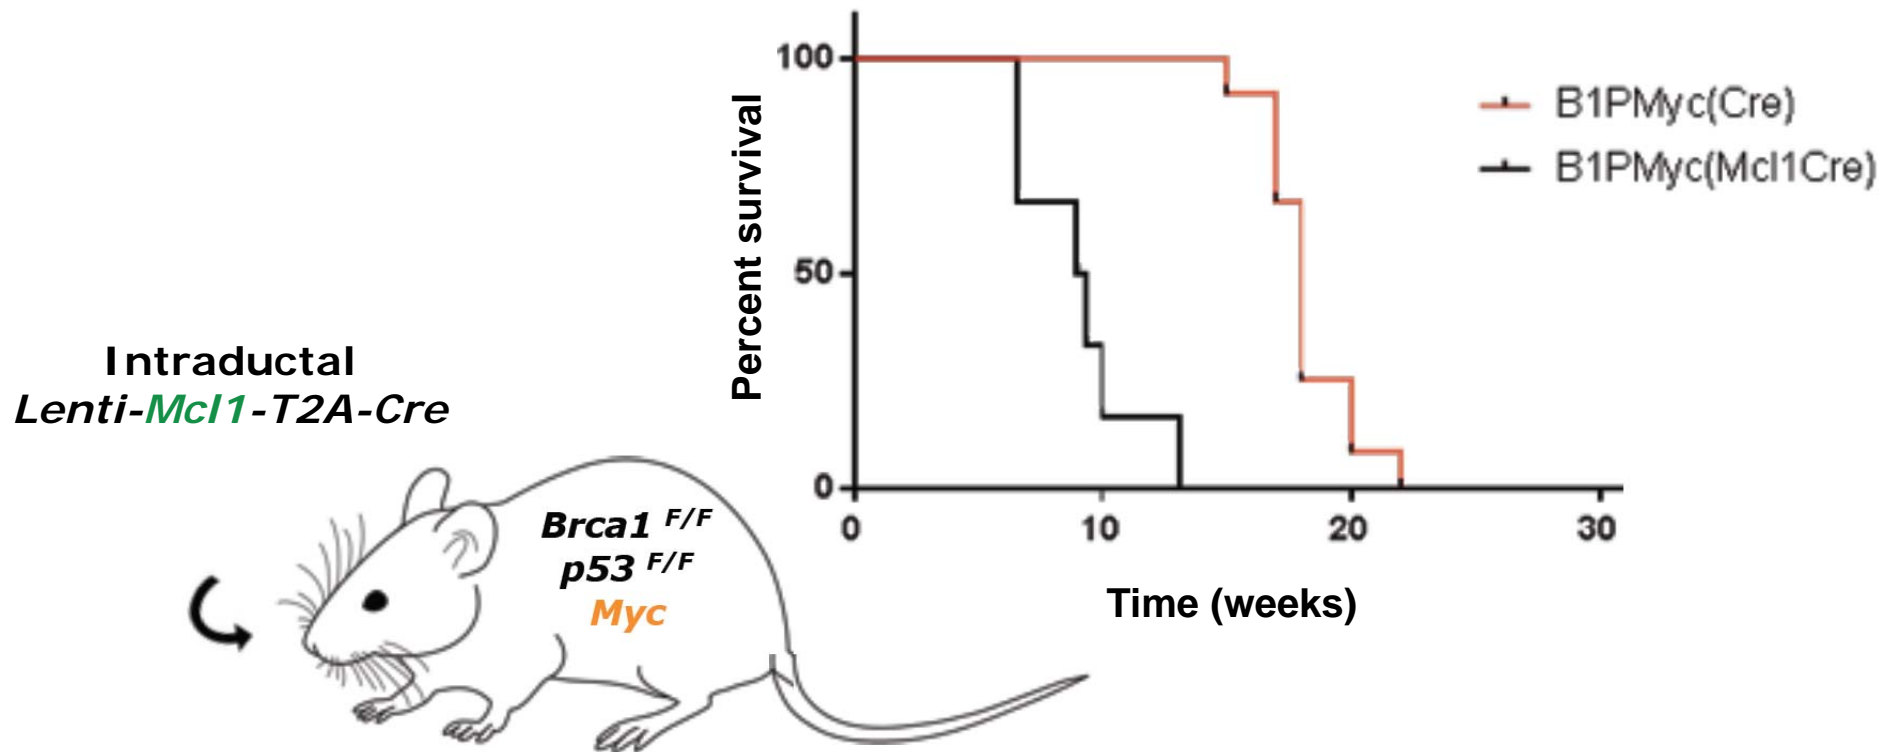 Intraductal
Lenti-Mcl1-T2A-Cre
Brca1 F/F
p53 F/F
Myc
Percent survival
100
50
0
0 10 20 30
Time (weeks)
B1PMyc(Cre)
B1PMyc(Mcl1Cre)